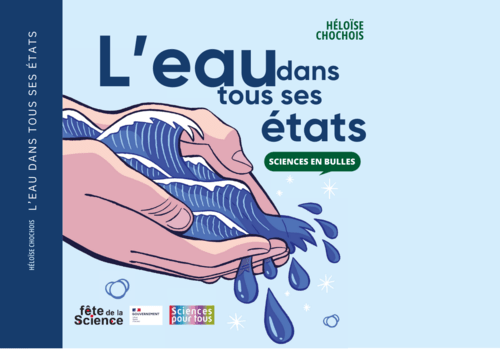 HÉLOÏSE CHOCHOIS L'EAU DANS TOUS SES ÉTATS
HÉLOÏSE
CHOCHOIS
L'eau dans
tous ses
états
SCIENCES EN BULLES
fête de la
Science
GOUVERNEMENT
Sciences
pour tous